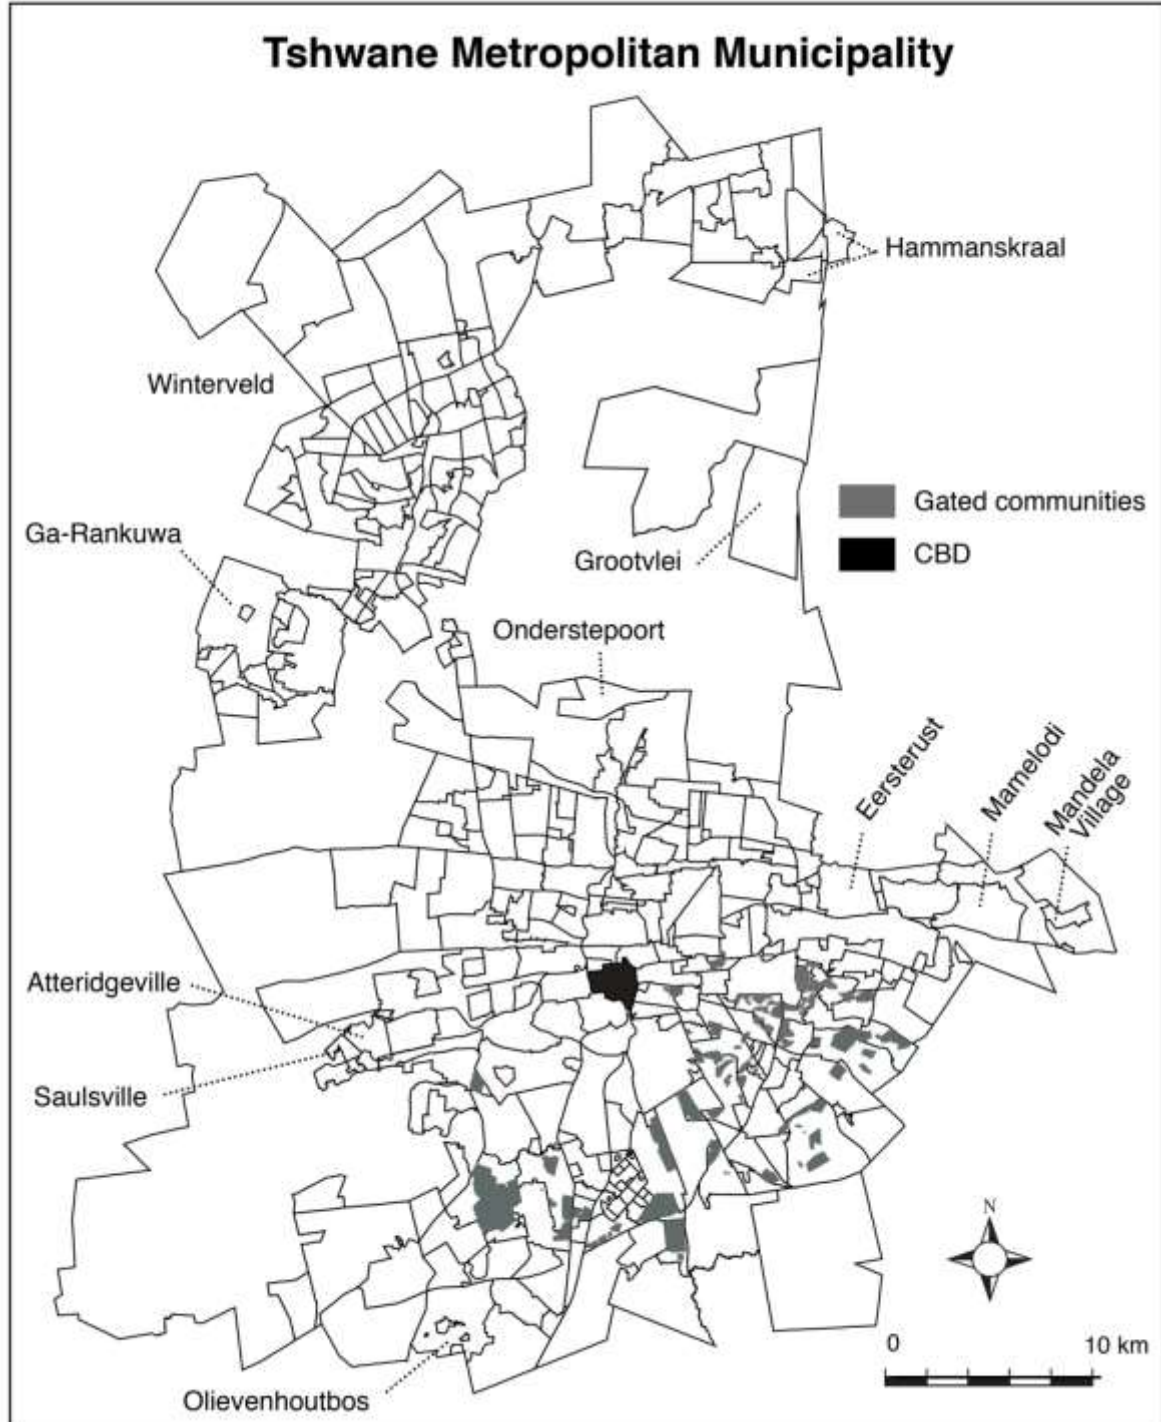 Tshwane Metropolitan Municipality
Hammanskraal
Winterveld
Gated communities
Ga-Rankuwa
CBD
Grootvlei
Onderstepoort
Eersterust
Mamelodi
Mandela
Village
Atteridgeville
Saulsville
N
0 10 km
Olievenhoutbos